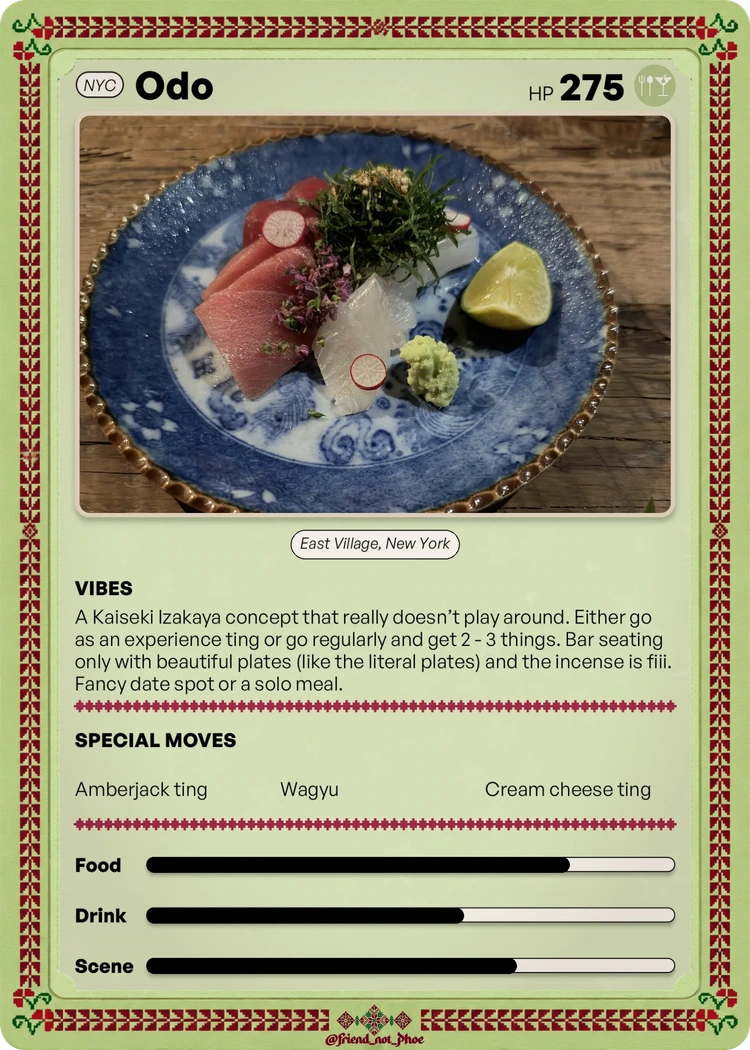 NYC
Odo
HP 275
East Village, New York
VIBES
A Kaiseki Izakaya concept that really doesn't play around. Either go
as an experience ting or go regularly and get 2 - 3 things. Bar seating
only with beautiful plates (like the literal plates) and the incense is fiii.
Fancy date spot or a solo meal.
SPECIAL MOVES
Amberjack ting
Wagyu
Cream cheese ting
Food
Drink
Scene
@friend_not_phoe